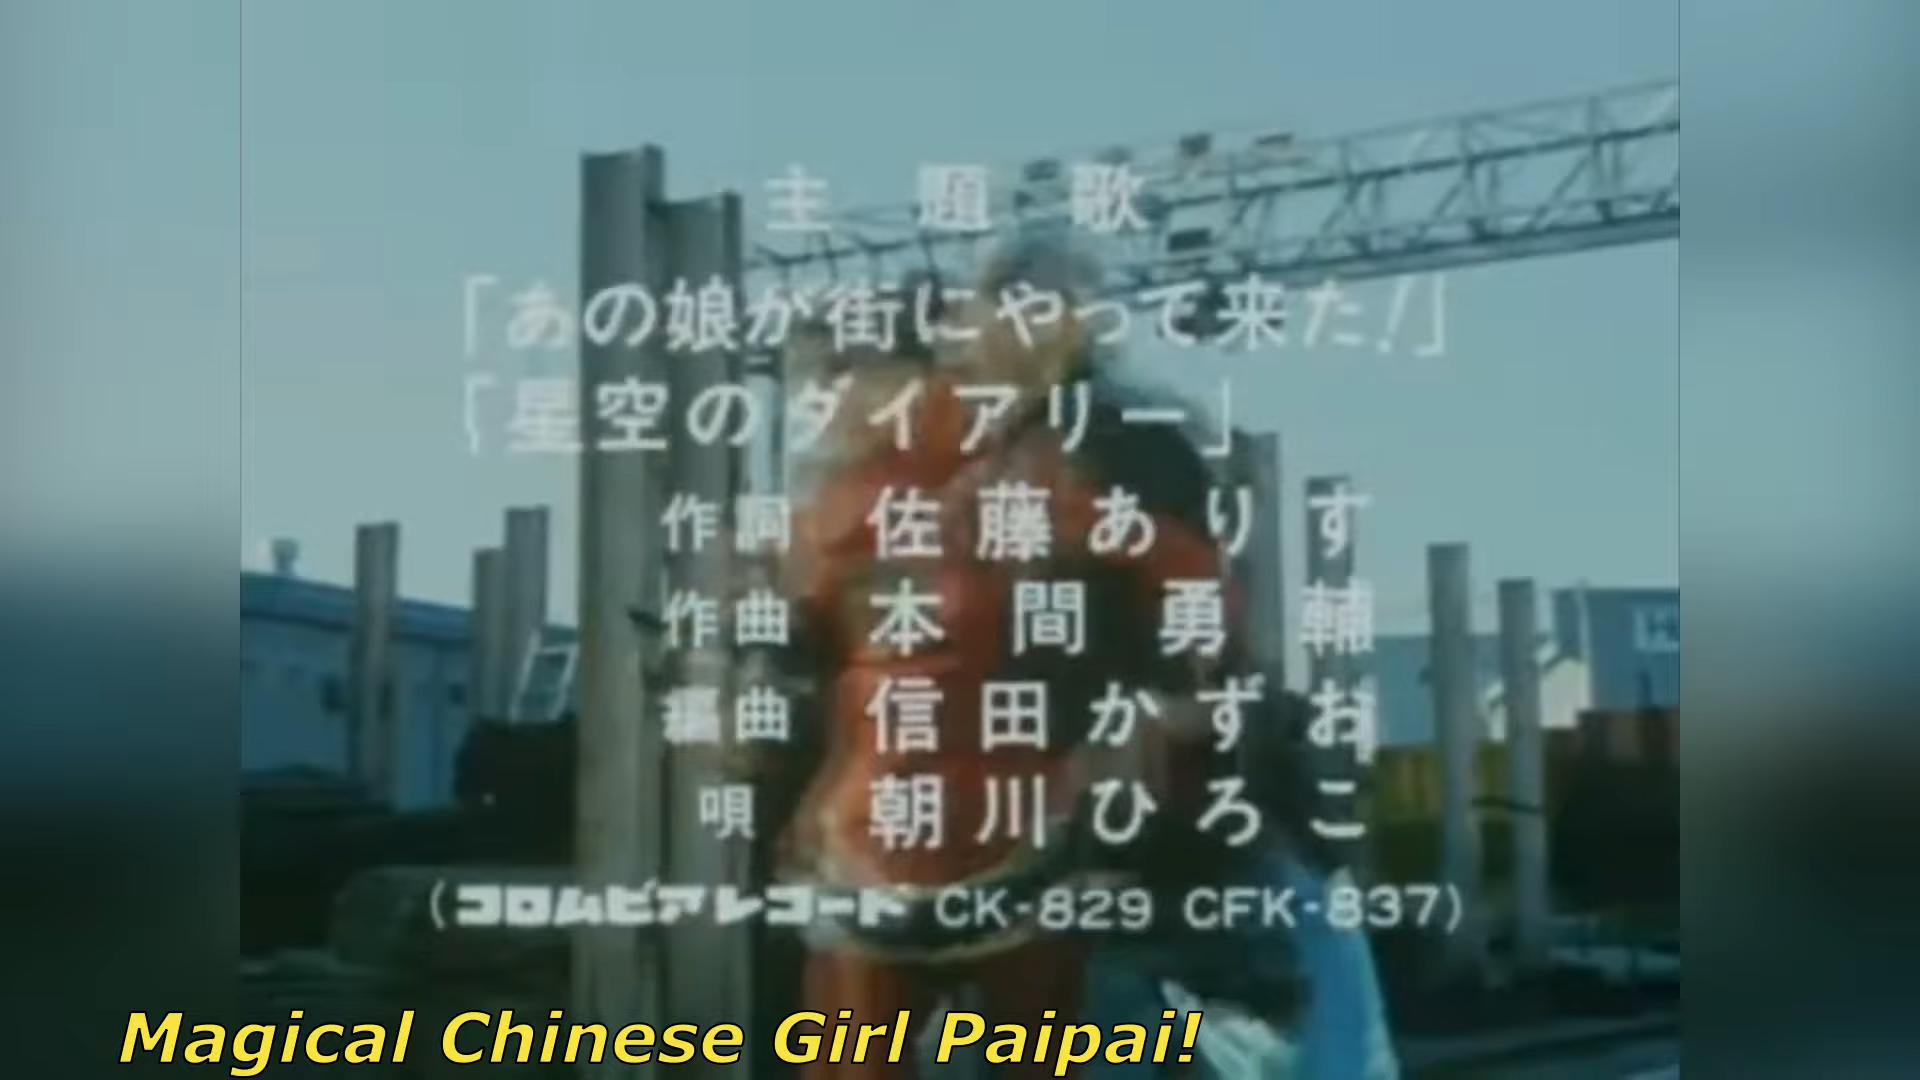 主題歌
「あの娘が街にやって来た!」
「星空のダイアリー」
作詞 佐藤ありす
作曲 本間勇輔
編曲 信田かずお
唄 朝川ひろこ
(コロムビアレコード CK-829 CFK-837)
Magical Chinese Girl Paipai!